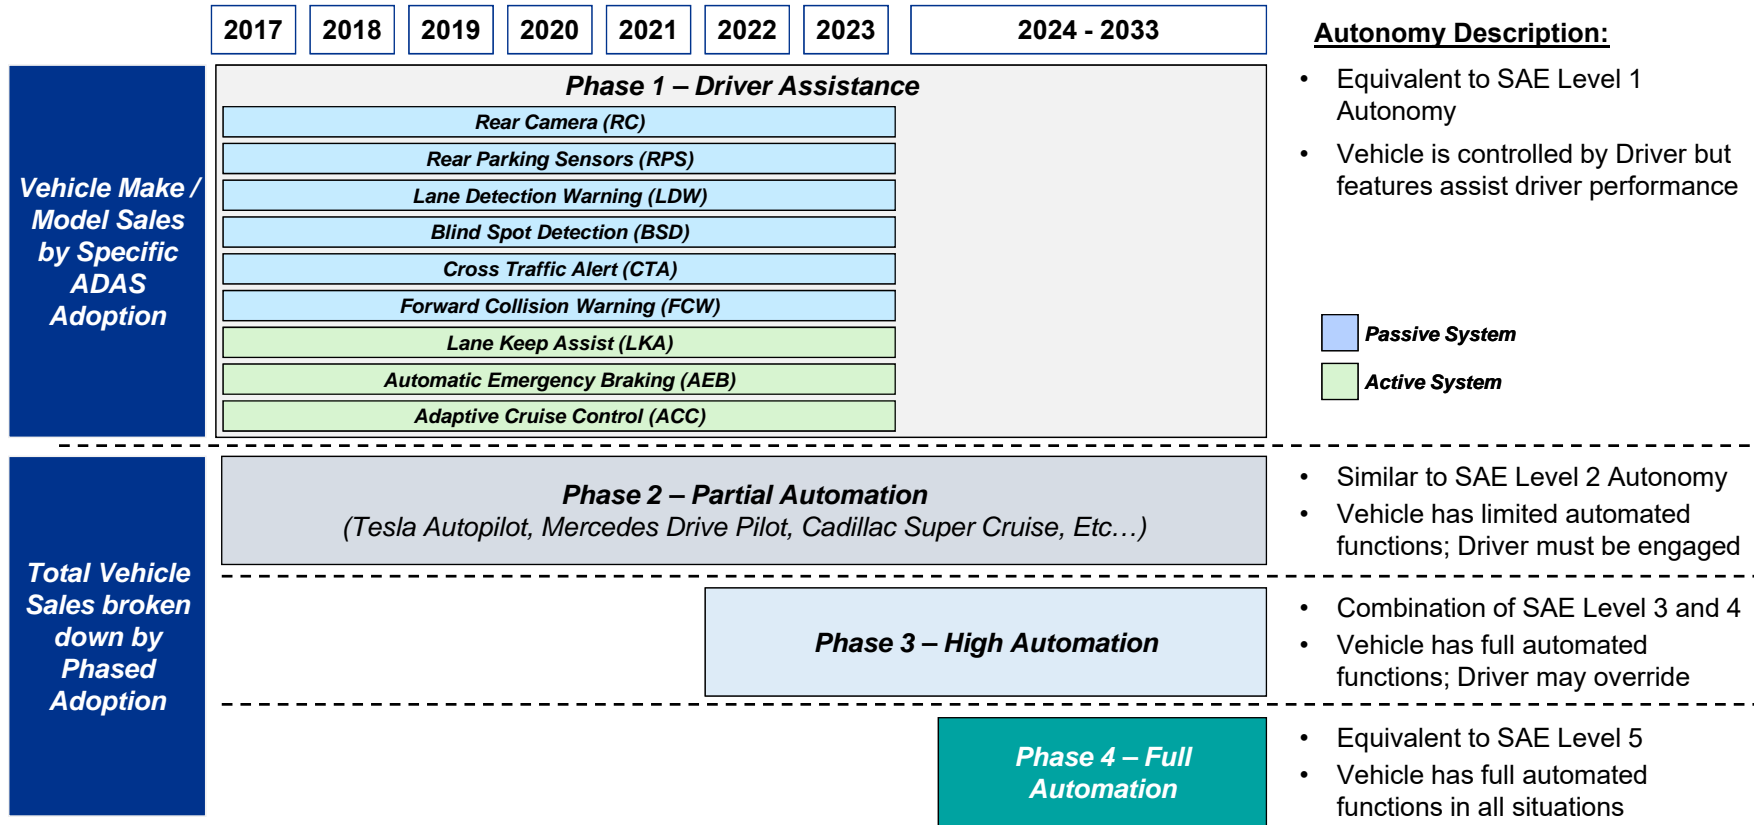 2017 2018 2019 2020 2021 2022 2023 2024 - 2033
Autonomy Description:
Vehicle Make /
Model Sales
by Specific
ADAS
Adoption
Phase 1 – Driver Assistance
Rear Camera (RC)
Rear Parking Sensors (RPS)
Lane Detection Warning (LDW)
Blind Spot Detection (BSD)
Cross Traffic Alert (CTA)
Forward Collision Warning (FCW)
Lane Keep Assist (LKA)
Automatic Emergency Braking (AEB)
Adaptive Cruise Control (ACC)
• Equivalent to SAE Level 1
Autonomy
• Vehicle is controlled by Driver but
features assist driver performance
Passive System
Active System
Total Vehicle
Sales broken
down by
Phased
Adoption
Phase 2 – Partial Automation
(Tesla Autopilot, Mercedes Drive Pilot, Cadillac Super Cruise, Etc…)
• Similar to SAE Level 2 Autonomy
• Vehicle has limited automated
functions; Driver must be engaged
Phase 3 – High Automation
• Combination of SAE Level 3 and 4
• Vehicle has full automated
functions; Driver may override
Phase 4 – Full
Automation
• Equivalent to SAE Level 5
• Vehicle has full automated
functions in all situations